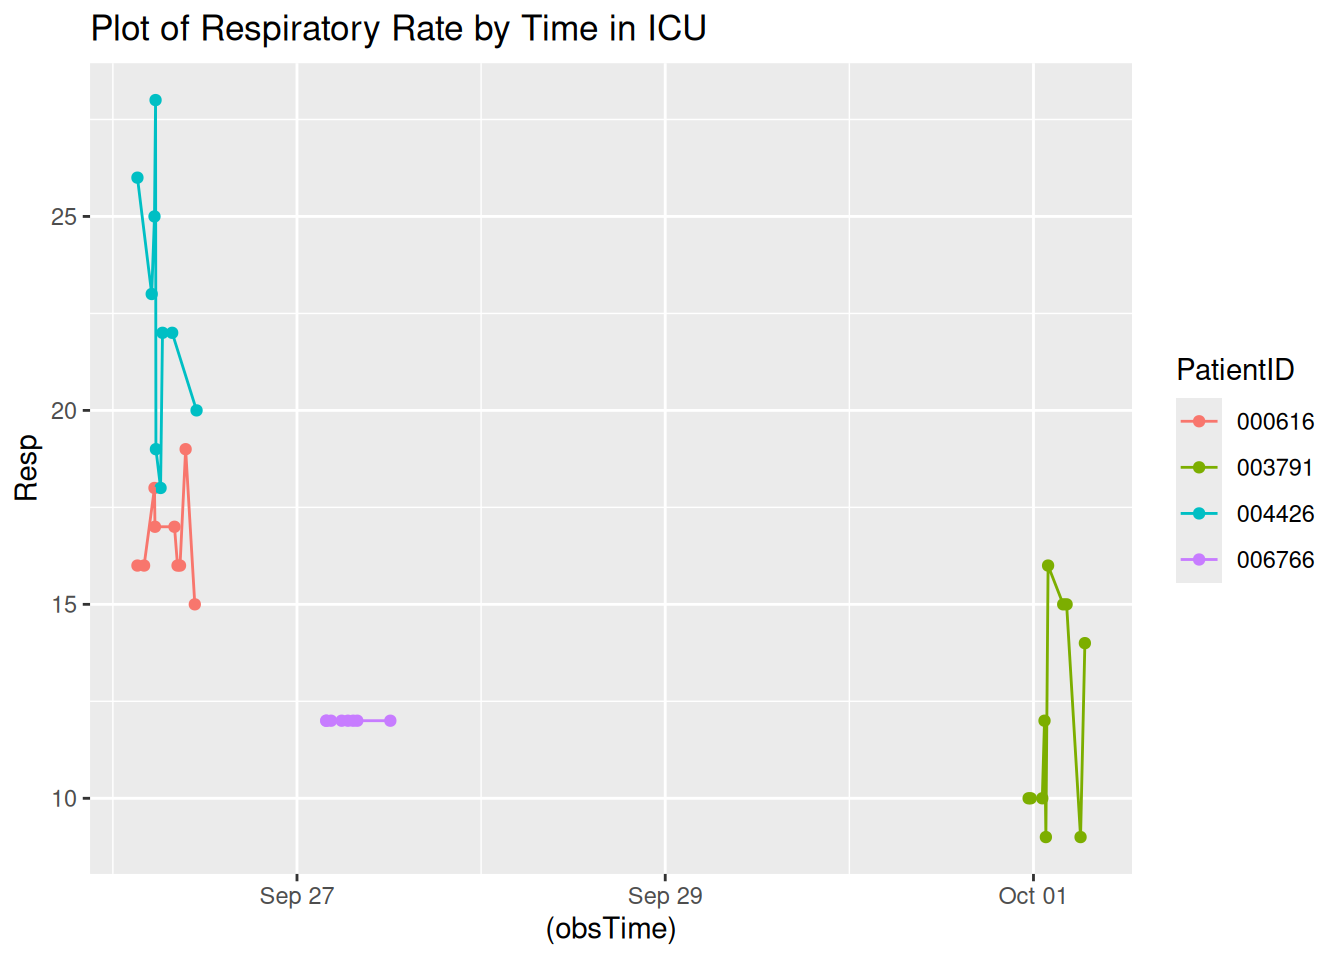 Plot of Respiratory Rate by Time in ICU
Resp
25
20
15
10
Sep 27
Sep 29
Oct 01
(obsTime)
PatientID
000616
003791
004426
006766